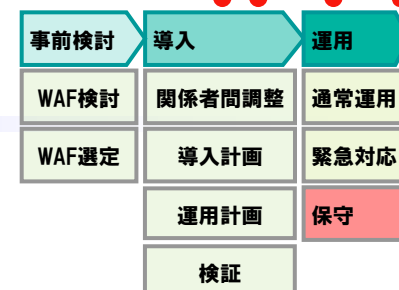 事前検討
導入
運用
WAF検討
関係者間調整
通常運用
WAF選定
導入計画
緊急対応
運用計画
保守
検証